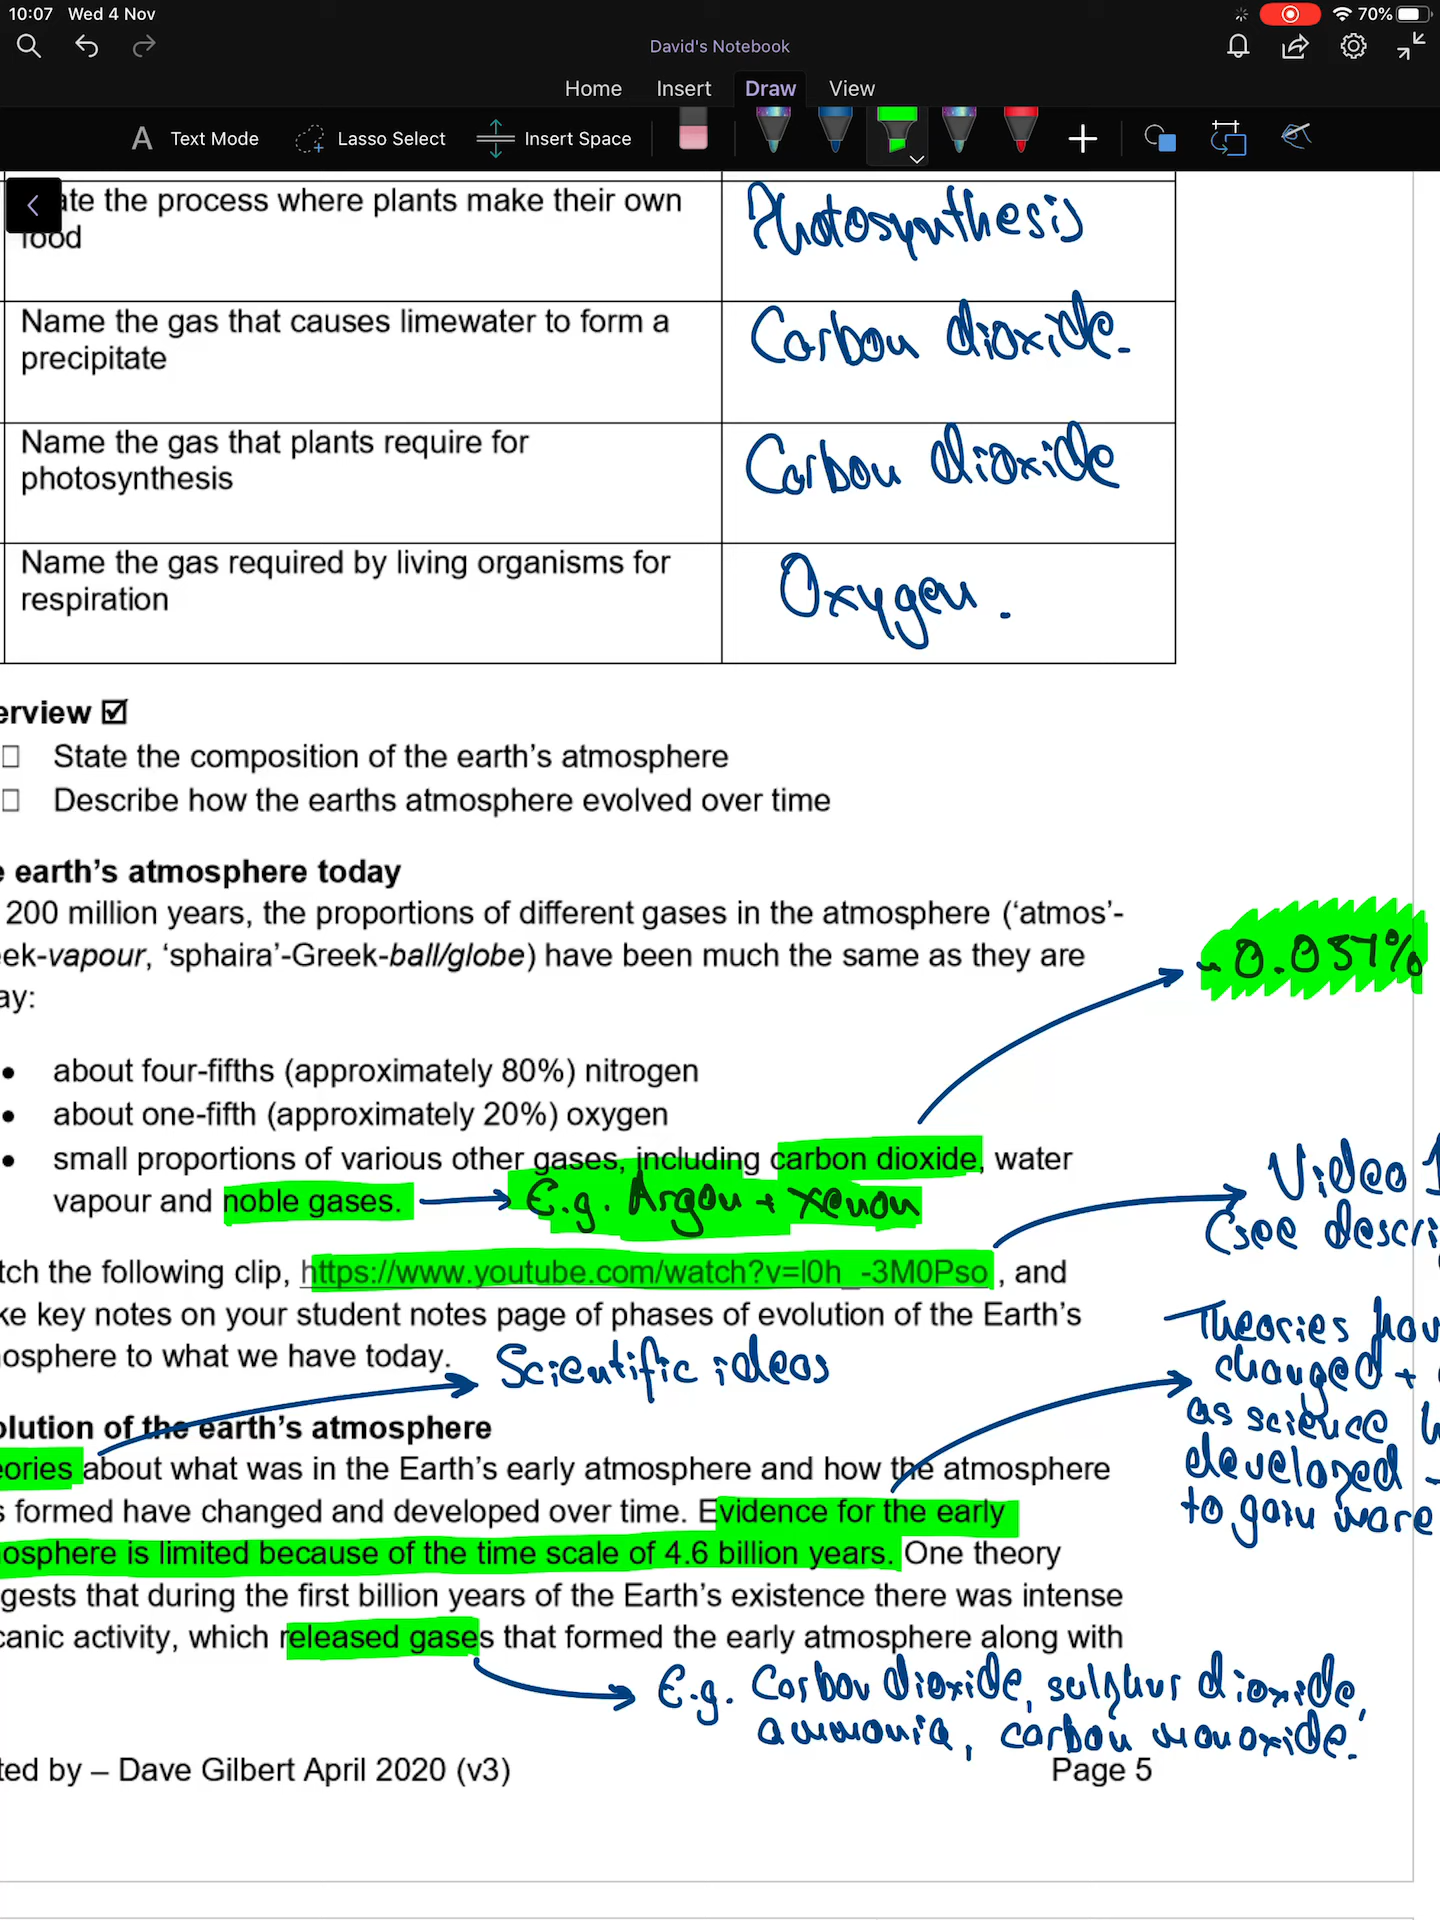 10:07 Wed 4 Nov
70%
David's Notebook
Home Insert Draw View
A Text Mode Lasso Select Insert Space
ate the process where plants make their own
food
Photosynthesis
Name the gas that causes limewater to form a
precipitate
Carbon dioxide.
Name the gas that plants require for
photosynthesis
Carbon dioxide
Name the gas required by living organisms for
respiration
Oxygen.
erview ☑
□ State the composition of the earth's atmosphere
□ Describe how the earths atmosphere evolved over time
e earth's atmosphere today
200 million years, the proportions of different gases in the atmosphere ('atmos'-
ek-vapour, 'sphaira'-Greek-ball/globe) have been much the same as they are
ay:
~0.037%
• about four-fifths (approximately 80%) nitrogen
• about one-fifth (approximately 20%) oxygen
• small proportions of various other gases, including carbon dioxide, water
vapour and noble gases.
E.g. Argon + xenon
Video 1
(see descri
tch the following clip, https://www.youtube.com/watch?v=l0h_-3M0Pso , and
ke key notes on your student notes page of phases of evolution of the Earth's
osphere to what we have today.
Scientific ideas
Theories hav
changed +
as science h
developed -
to gain more
olution of the earth's atmosphere
eories about what was in the Earth's early atmosphere and how the atmosphere
s formed have changed and developed over time. Evidence for the early
osphere is limited because of the time scale of 4.6 billion years. One theory
gests that during the first billion years of the Earth's existence there was intense
canic activity, which released gases that formed the early atmosphere along with
E.g. Carbon dioxide, sulphur dioxide,
ammonia, carbon monoxide.
ted by – Dave Gilbert April 2020 (v3)
Page 5